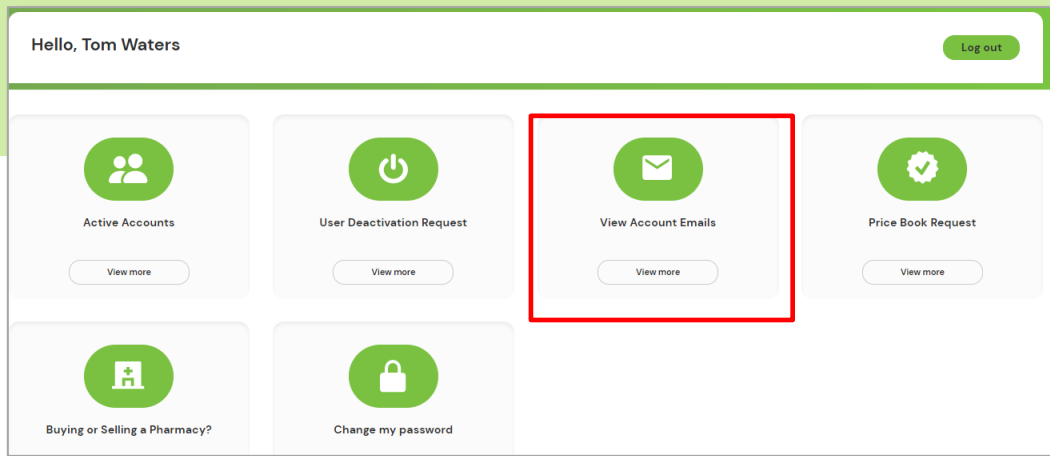 Hello, Tom Waters
Log out
Active Accounts
User Deactivation Request
View Account Emails
Price Book Request
View more
View more
View more
View more
Buying or Selling a Pharmacy?
Change my password